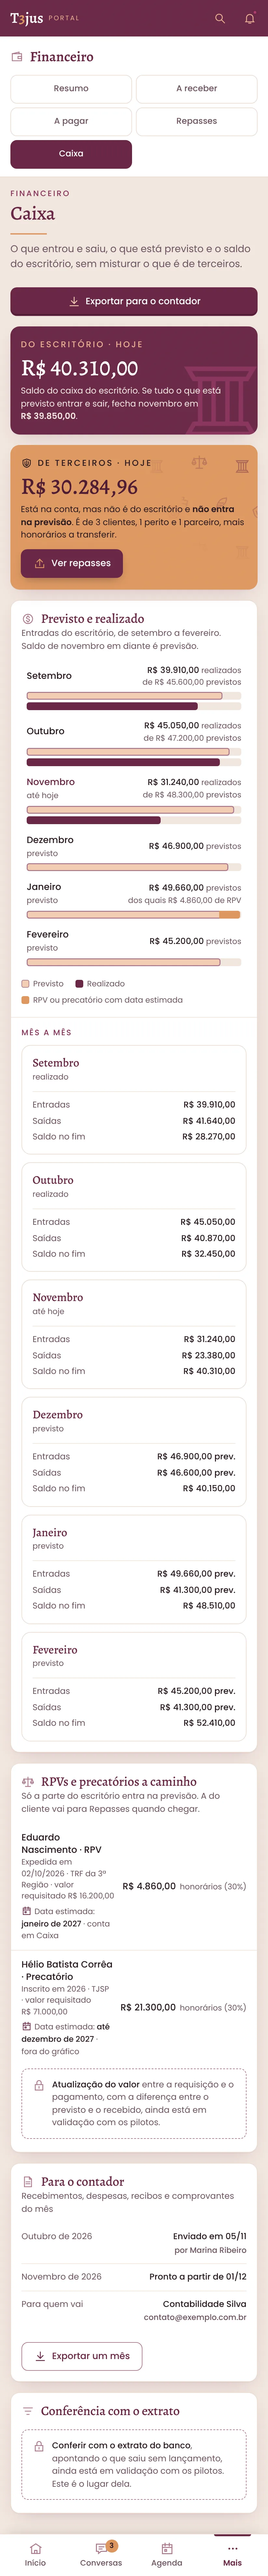 T3jus PORTAL
Financeiro
Resumo
A receber
A pagar
Repasses
Caixa
FINANCEIRO
Caixa
O que entrou e saiu, o que está previsto e o saldo
do escritório, sem misturar o que é de terceiros.
Exportar para o contador
DO ESCRITÓRIO · HOJE
R$ 40.310,00
Saldo do caixa do escritório. Se tudo o que está
previsto entrar e sair, fecha novembro em
R$ 39.850,00.
DE TERCEIROS · HOJE
R$ 30.284,96
Está na conta, mas não é do escritório e não entra
na previsão. É de 3 clientes, 1 perito e 1 parceiro, mais
honorários a transferir.
Ver repasses
Previsto e realizado
Entradas do escritório, de setembro a fevereiro.
Saldo de novembro em diante é previsão.
Setembro
R$ 39.910,00 realizados
de R$ 45.600,00 previstos
Outubro
R$ 45.050,00 realizados
de R$ 47.200,00 previstos
Novembro
até hoje
R$ 31.240,00 realizados
de R$ 48.300,00 previstos
Dezembro
previsto
R$ 46.900,00 previstos
Janeiro
previsto
R$ 49.660,00 previstos
dos quais R$ 4.860,00 de RPV
Fevereiro
previsto
R$ 45.200,00 previstos
Previsto
Realizado
RPV ou precatório com data estimada
MÊS A MÊS
Setembro
realizado
Entradas R$ 39.910,00
Saídas R$ 41.640,00
Saldo no fim R$ 28.270,00
Outubro
realizado
Entradas R$ 45.050,00
Saídas R$ 40.870,00
Saldo no fim R$ 32.450,00
Novembro
até hoje
Entradas R$ 31.240,00
Saídas R$ 23.380,00
Saldo no fim R$ 40.310,00
Dezembro
previsto
Entradas R$ 46.900,00 prev.
Saídas R$ 46.600,00 prev.
Saldo no fim R$ 40.150,00
Janeiro
previsto
Entradas R$ 49.660,00 prev.
Saídas R$ 41.300,00 prev.
Saldo no fim R$ 48.510,00
Fevereiro
previsto
Entradas R$ 45.200,00 prev.
Saídas R$ 41.300,00 prev.
Saldo no fim R$ 52.410,00
RPVs e precatórios a caminho
Só a parte do escritório entra na previsão. A do
cliente vai para Repasses quando chegar.
Eduardo
Nascimento · RPV
Expedida em
02/10/2026 · TRF da 3ª
Região · valor
requisitado R$ 16.200,00
Data estimada:
janeiro de 2027 · conta
em Caixa
R$ 4.860,00 honorários (30%)
Hélio Batista Corrêa
· Precatório
Inscrito em 2026 · TJSP
· valor requisitado
R$ 71.000,00
Data estimada: até
dezembro de 2027 ·
fora do gráfico
R$ 21.300,00 honorários (30%)
Atualização do valor entre a requisição e o
pagamento, com a diferença entre o
previsto e o recebido, ainda está em
validação com os pilotos.
Para o contador
Recebimentos, despesas, recibos e comprovantes
do mês
Outubro de 2026
Enviado em 05/11
por Marina Ribeiro
Novembro de 2026
Pronto a partir de 01/12
Para quem vai
Contabilidade Silva
contato@exemplo.com.br
Exportar um mês
Conferência com o extrato
Conferir com o extrato do banco,
apontando o que saiu sem lançamento,
ainda está em validação com os pilotos.
Este é o lugar dela.
3
Início
Conversas
Agenda
Mais